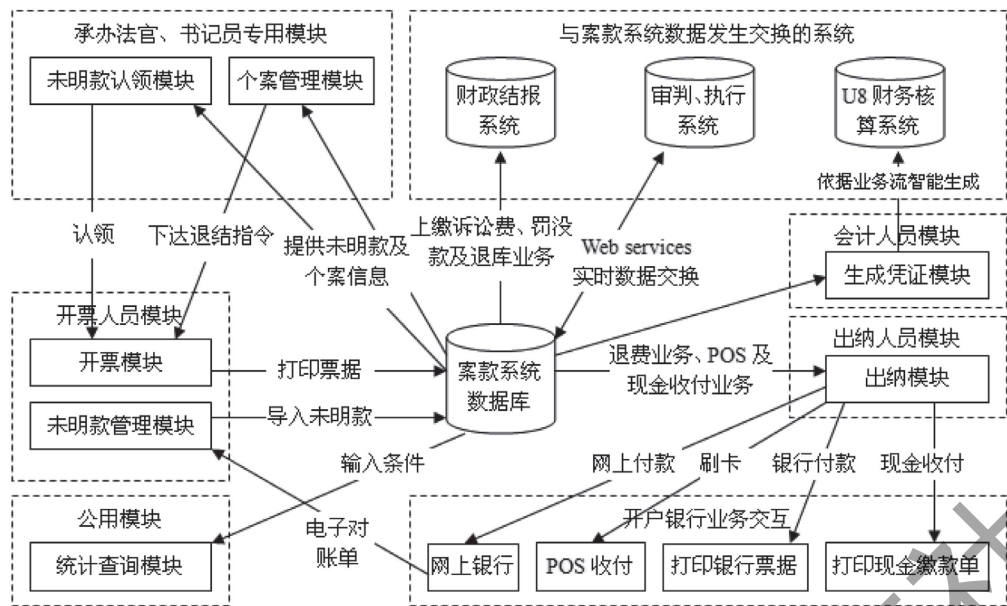 承办法官、书记员专用模块
未明款认领模块
个案管理模块
与案款系统数据发生交换的系统
财政结报
系统
审判、执行
系统
U8 财务核
算系统
依据业务流智能生成
认领
下达退结指令
提供未明款及
个案信息
上缴诉讼费、罚没
款及退库业务
Web services
实时数据交换
会计人员模块
生成凭证模块
开票人员模块
开票模块
打印票据
未明款管理模块
导入未明款
案款系统
数据库
退费业务、POS 及
现金收付业务
出纳人员模块
出纳模块
输入条件
网上付款
刷卡
银行付款
现金收付
公用模块
统计查询模块
电子对
账单
开户银行业务交互
网上银行
POS 收付
打印银行票据
打印现金缴款单